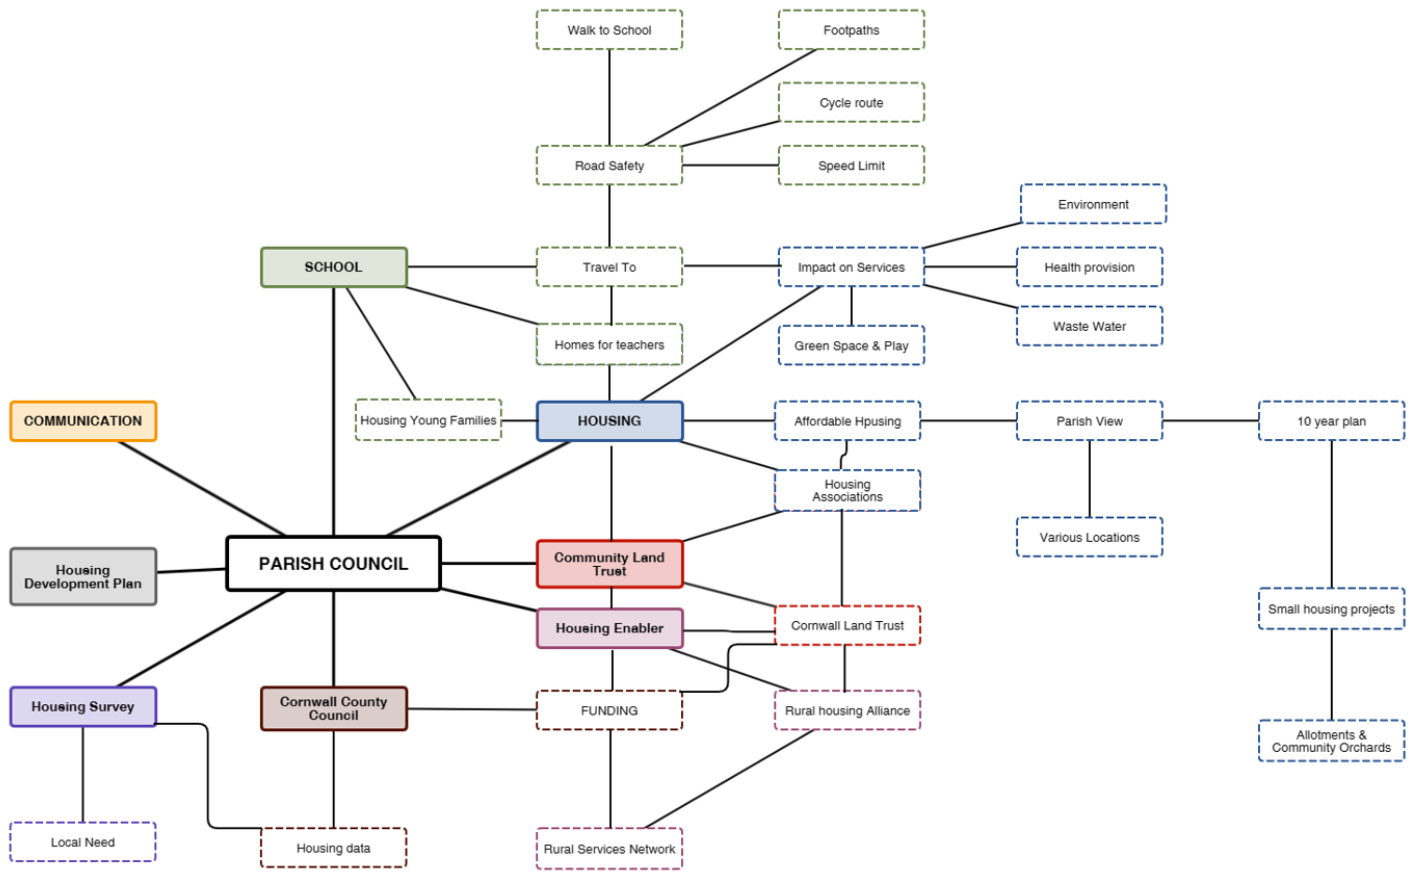 Walk to School
Footpaths
Cycle route
Road Safety
Speed Limit
Environment
SCHOOL
Travel To
Impact on Services
Health provision
Waste Water
Homes for teachers
Green Space & Play
COMMUNICATION
Housing Young Families
HOUSING
Affordable Hpusing
Parish View
10 year plan
Housing
Associations
Various Locations
PARISH COUNCIL
Community Land
Trust
Housing
Development Plan
Small housing projects
Housing Enabler
Cornwall Land Trust
Housing Survey
Cornwall County
Council
FUNDING
Rural housing Alliance
Allotments &
Community Orchards
Local Need
Housing data
Rural Services Network